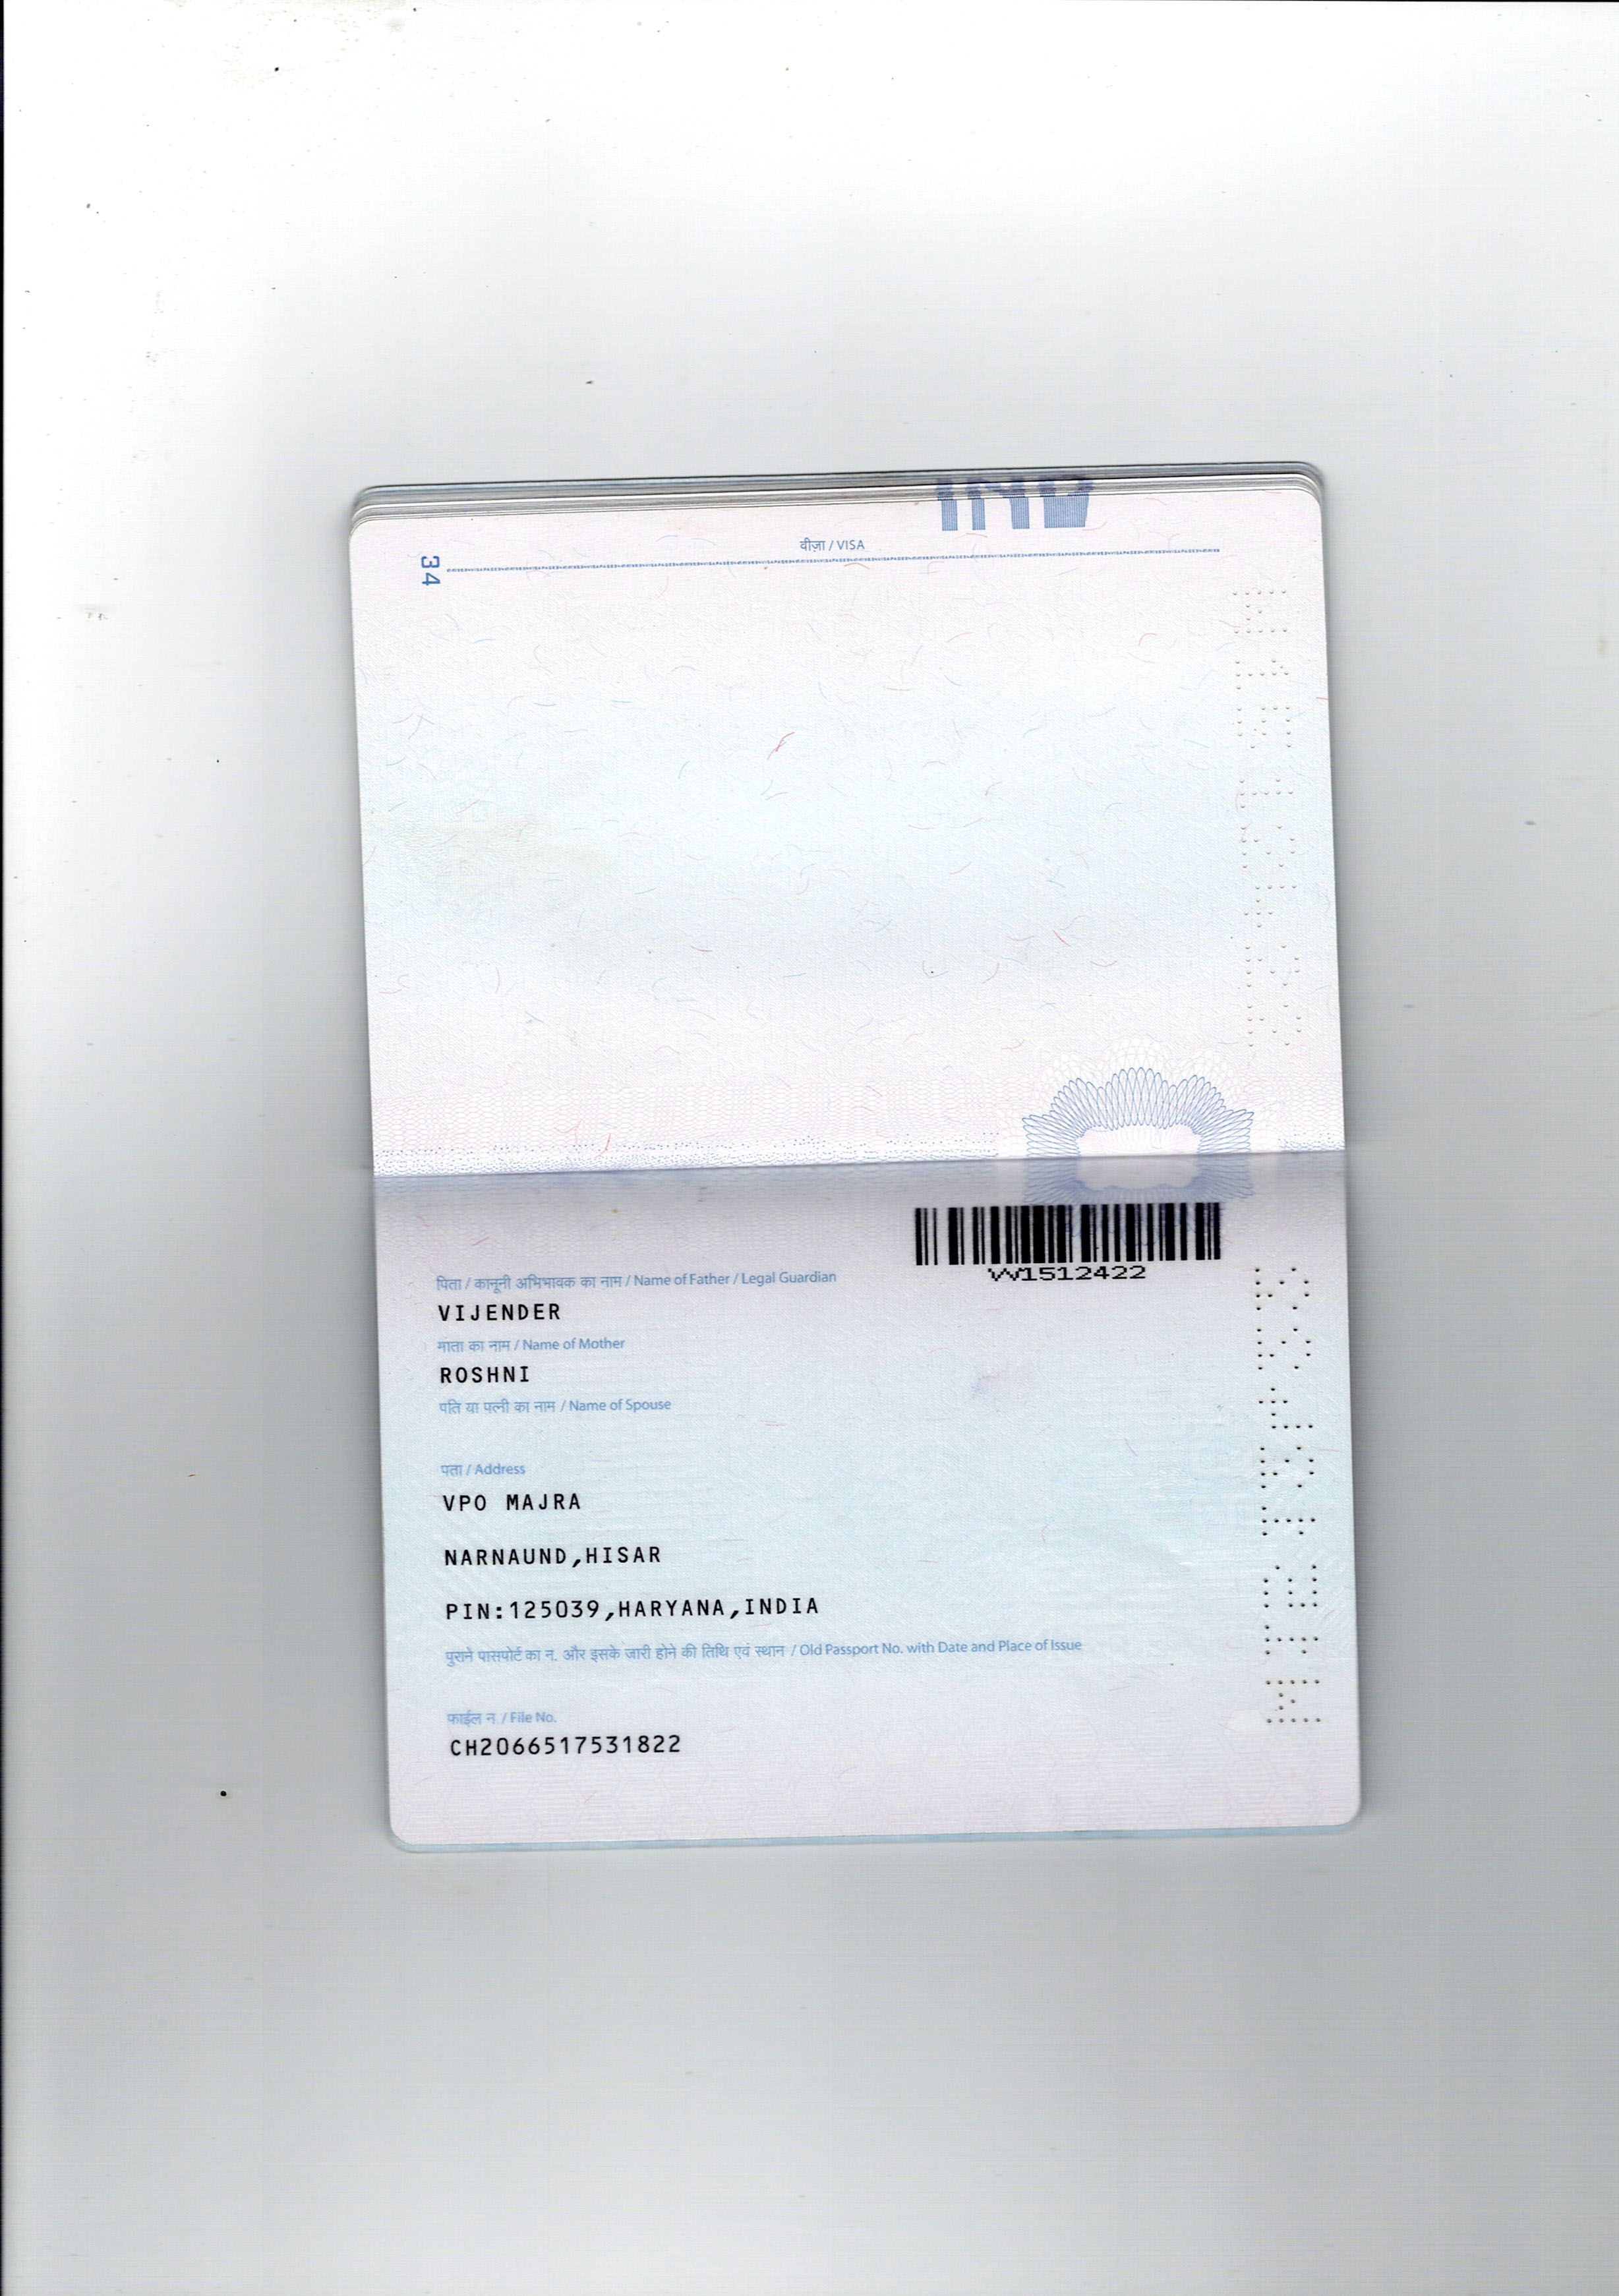 वीज़ा / VISA
34
W1512422
पिता / कानूनी अभिभावक का नाम / Name of Father / Legal Guardian
VIJENDER
माता का नाम / Name of Mother
ROSHNI
पति या पत्नी का नाम / Name of Spouse
पता / Address
VPO MAJRA
NARNAUND,HISAR
PIN:125039,HARYANA,INDIA
पुराने पासपोर्ट का न. और इसके जारी होने की तिथि एवं स्थान / Old Passport No. with Date and Place of Issue
फाईल न / File No.
CH2066517531822